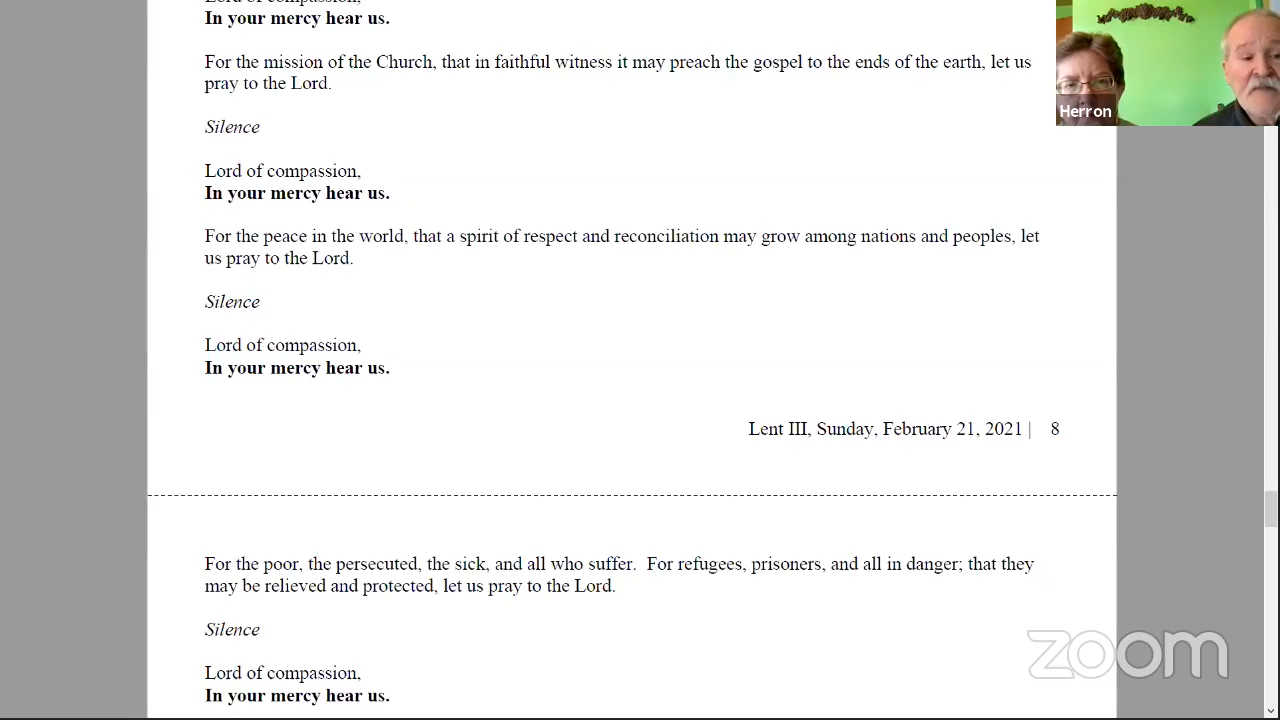 Lord of compassion,
In your mercy hear us.
For the mission of the Church, that in faithful witness it may preach the gospel to the ends of the earth, let us
pray to the Lord.
Silence
Lord of compassion,
In your mercy hear us.
For the peace in the world, that a spirit of respect and reconciliation may grow among nations and peoples, let
us pray to the Lord.
Silence
Lord of compassion,
In your mercy hear us.
Lent III, Sunday, February 21, 2021 | 8
For the poor, the persecuted, the sick, and all who suffer.  For refugees, prisoners, and all in danger; that they
may be relieved and protected, let us pray to the Lord.
Silence
Lord of compassion,
In your mercy hear us.
Herron
zoom